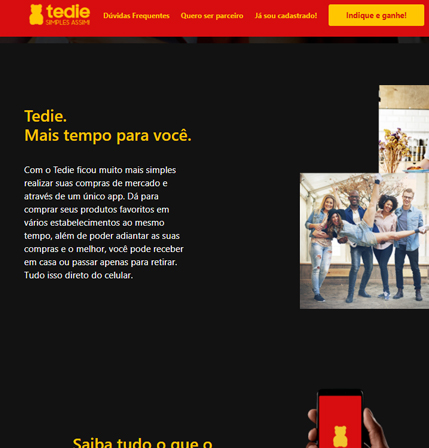 tedie
SIMPLES ASSIM!
Dúvidas Frequentes
Quero ser parceiro
Já sou cadastrado!
Indique e ganhe!
Tedie.
Mais tempo para você.
Com o Tedie ficou muito mais simples
realizar suas compras de mercado e
através de um único app. Dá para
comprar seus produtos favoritos em
vários estabelecimentos ao mesmo
tempo, além de poder adiantar as suas
compras e o melhor, você pode receber
em casa ou passar apenas para retirar.
Tudo isso direto do celular.
Saiba tudo o que o